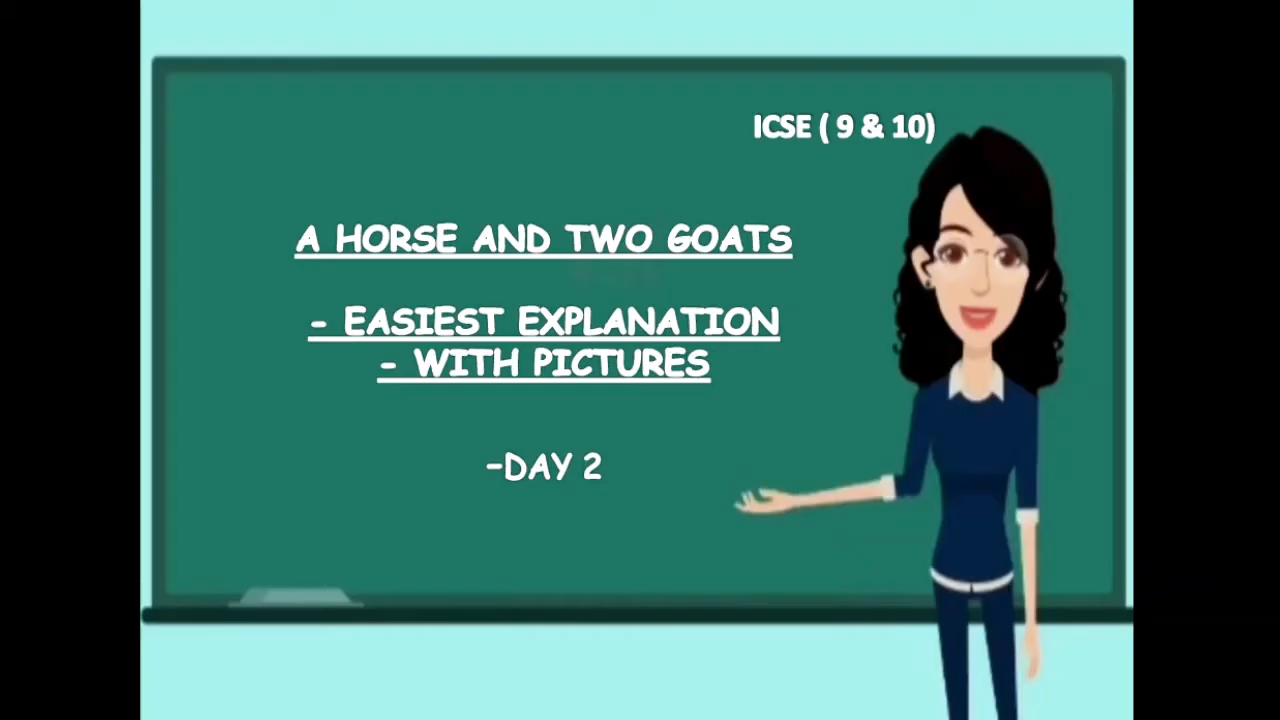 ICSE ( 9 & 10)
A HORSE AND TWO GOATS
- EASIEST EXPLANATION
- WITH PICTURES
-DAY 2